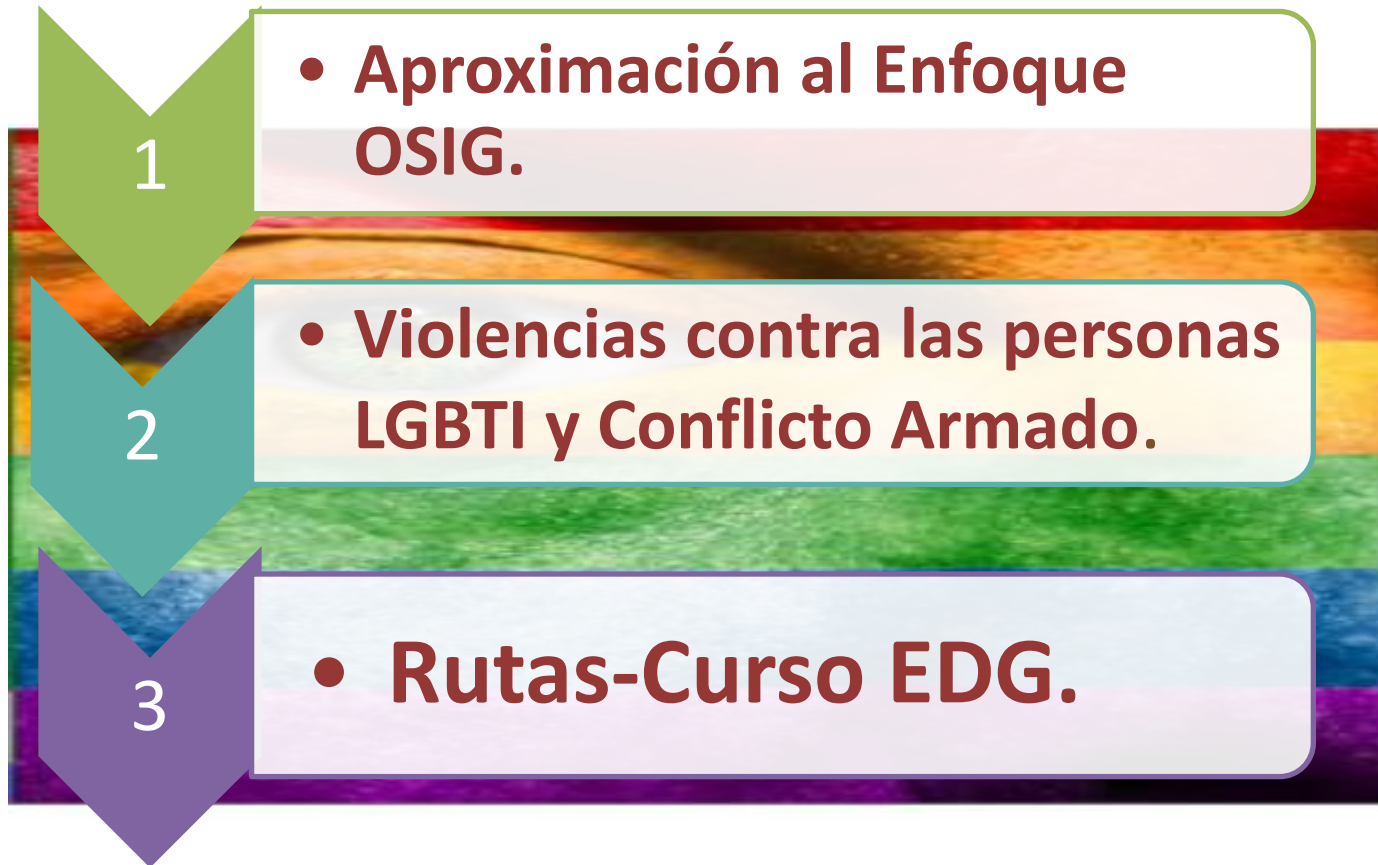 1
• Aproximación al Enfoque
OSIG.
2
• Violencias contra las personas
LGBTI y Conflicto Armado.
3
• Rutas-Curso EDG.